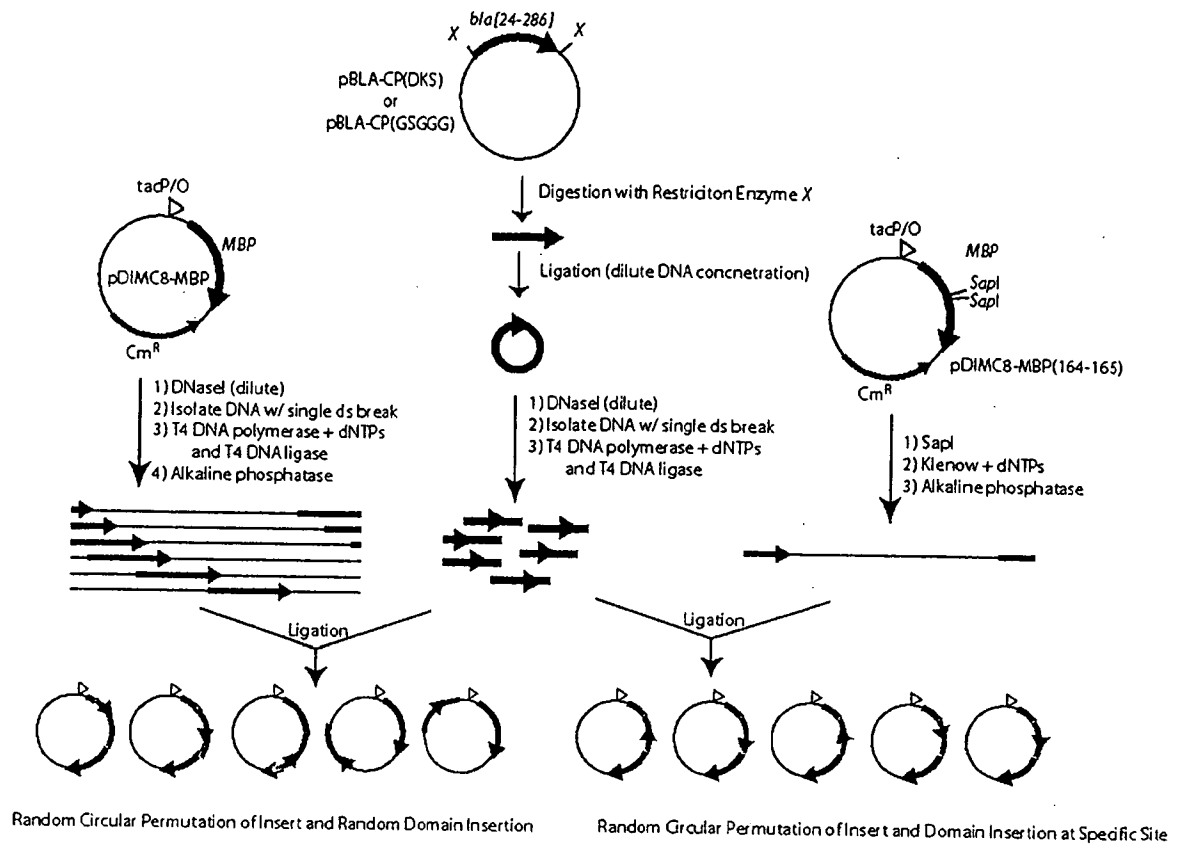 bla[24-286]
X
X
pBLA-CP(DKS)
or
pBLA-CP(GSGGG)
Digestion with Restriciton Enzyme X
Ligation (dilute DNA concnetration)
tacP/O
MBP
pDIMC8-MBP
CmR
1) DNaseI (dilute)
2) Isolate DNA w/ single ds break
3) T4 DNA polymerase + dNTPs
and T4 DNA ligase
4) Alkaline phosphatase
1) DNaseI (dilute)
2) Isolate DNA w/ single ds break
3) T4 DNA polymerase + dNTPs
and T4 DNA ligase
tacP/O
MBP
SapI
SapI
pDIMC8-MBP(164-165)
CmR
1) SapI
2) Klenow + dNTPs
3) Alkaline phosphatase
Ligation
Ligation
Random Circular Permutation of Insert and Random Domain Insertion
Random Circular Permutation of Insert and Domain Insertion at Specific Site